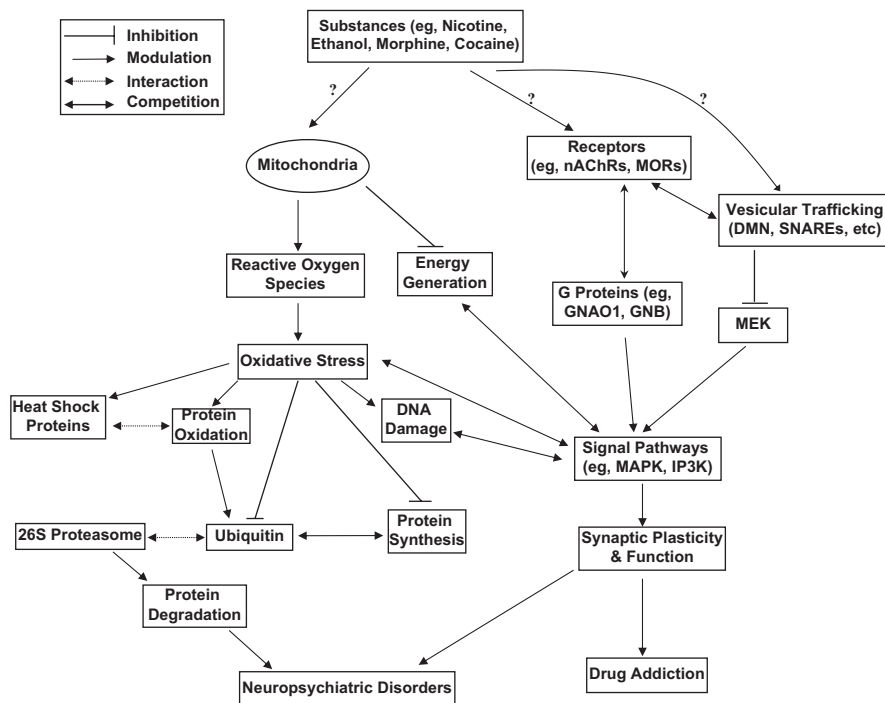 Inhibition
Modulation
Interaction
Competition
Substances (eg, Nicotine,
Ethanol, Morphine, Cocaine)
?
?
?
Mitochondria
Receptors
(eg, nAChRs, MORs)
Vesicular Trafficking
(DMN, SNAREs, etc)
Reactive Oxygen
Species
Energy
Generation
G Proteins (eg,
GNAO1, GNB)
MEK
Oxidative Stress
Heat Shock
Proteins
Protein
Oxidation
DNA
Damage
Signal Pathways
(eg, MAPK, IP3K)
26S Proteasome
Ubiquitin
Protein
Synthesis
Synaptic Plasticity
& Function
Protein
Degradation
Neuropsychiatric Disorders
Drug Addiction